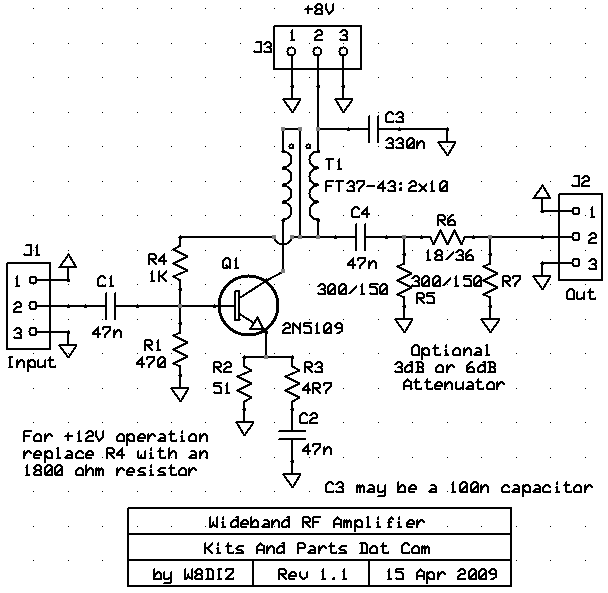 +8V
J3
1 2 3
C3
330n
T1
FT37-43:2x10
J2
1
2
3
Out
C4
47n
R6
18/36
300/150
R5
300/150
R7
Optional
3dB or 6dB
Attenuator
J1
1
2
3
Input
C1
47n
R4
1K
R1
470
Q1
2N5109
R2
51
R3
4R7
C2
47n
For +12V operation
replace R4 with an
1800 ohm resistor
C3 may be a 100n capacitor
Wideband RF Amplifier
Kits And Parts Dot Com
by W8DIZ
Rev 1.1
15 Apr 2009